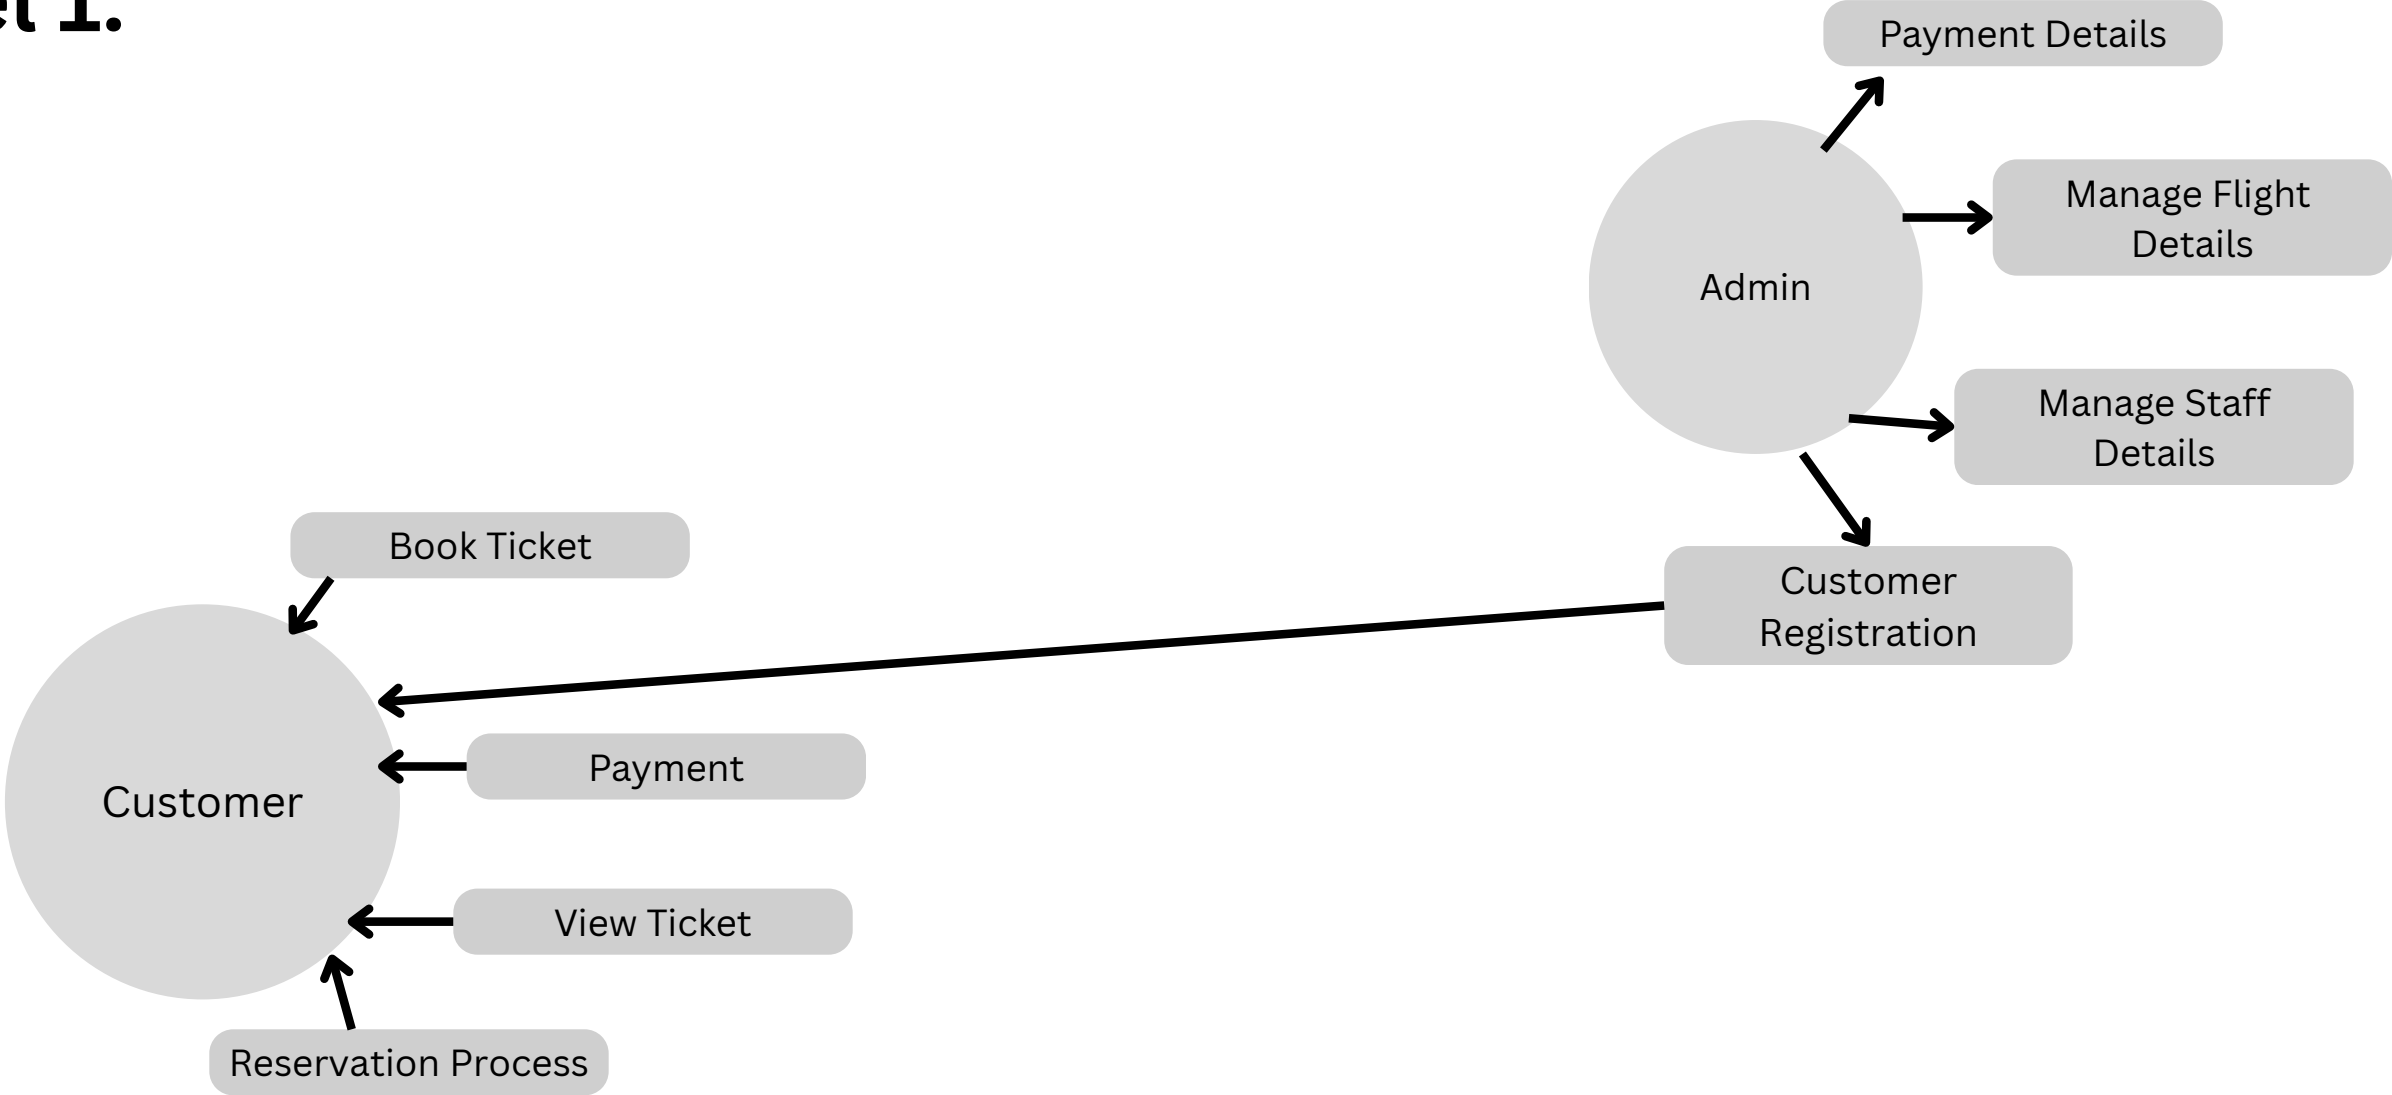 1.
Payment Details
Manage Flight
Details
Admin
Manage Staff
Details
Book Ticket
Customer
Registration
Payment
Customer
View Ticket
Reservation Process